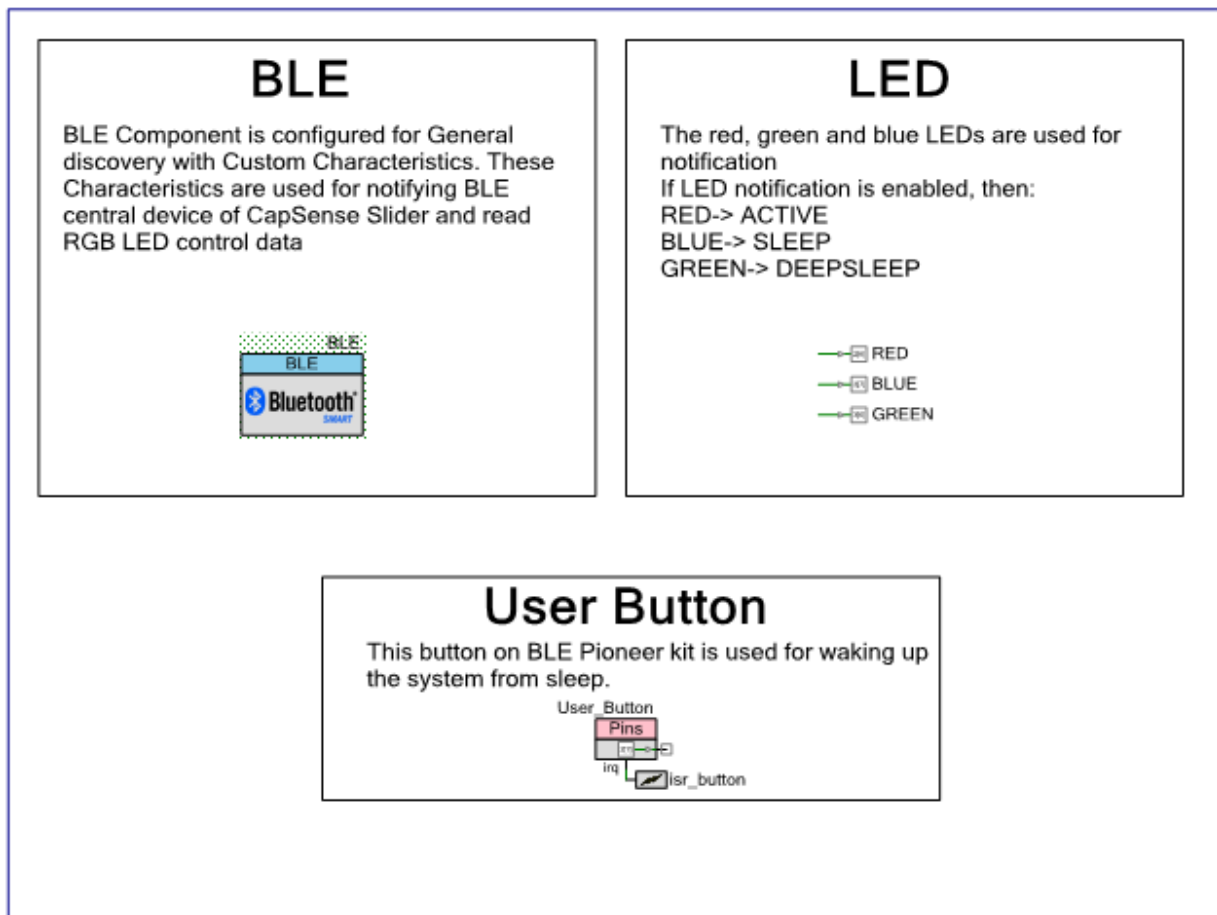 BLE
BLE Component is configured for General
discovery with Custom Characteristics. These
Characteristics are used for notifying BLE
central device of CapSense Slider and read
RGB LED control data
BLE
BLE
Bluetooth
SMART
LED
The red, green and blue LEDs are used for
notification
If LED notification is enabled, then:
RED-> ACTIVE
BLUE-> SLEEP
GREEN-> DEEPSLEEP
RED
BLUE
GREEN
User Button
This button on BLE Pioneer kit is used for waking up
the system from sleep.
User_Button
Pins
irq
isr_button